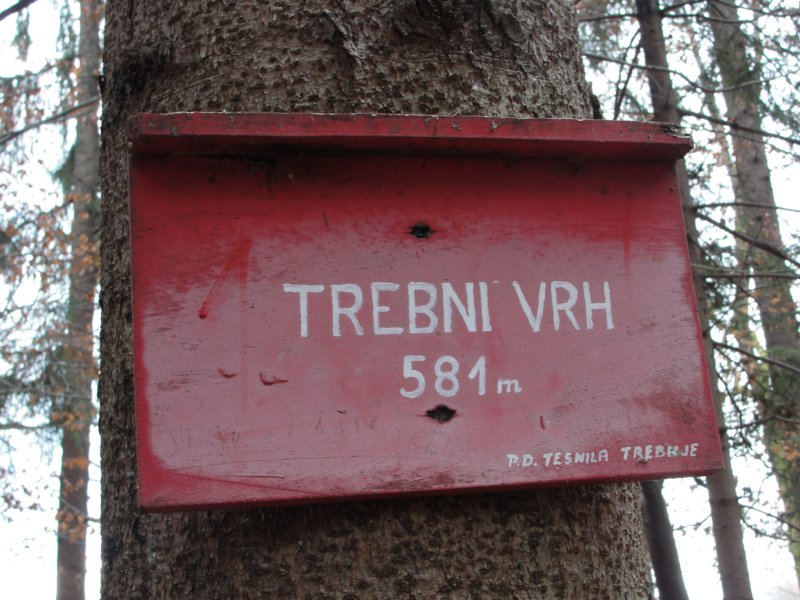 TREBNI VRH
581 m
P.D. TESNILA TREBNJE